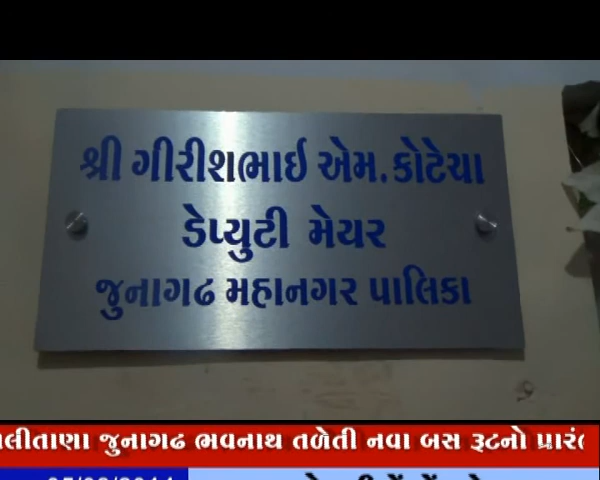 શ્રી ગીરીશભાઈ એમ. કોટેચા
ડેપ્યુટી મેયર
જુનાગઢ મહાનગર પાલિકા
જુનાગઢ ભવનાથ તળેતી નવા બસ રૂટનો